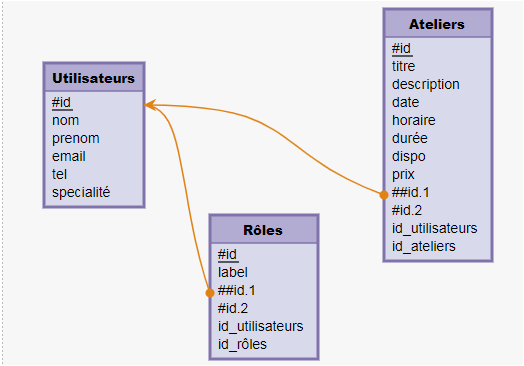 Utilisateurs
#id
nom
prenom
email
tel
specialité
Ateliers
#id
titre
description
date
horaire
durée
dispo
prix
##id.1
#id.2
id_utilisateurs
id_ateliers
Rôles
#id
label
##id.1
#id.2
id_utilisateurs
id_rôles